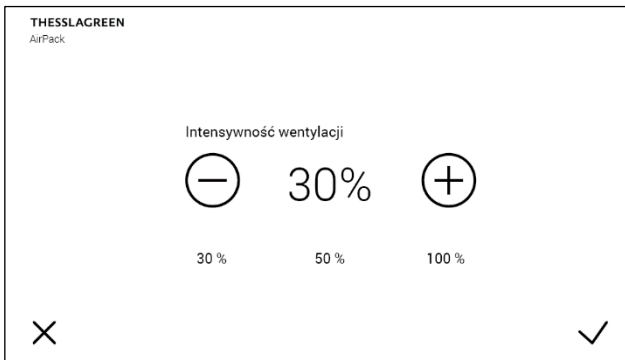 THESSLAGREEN
AirPack
Intensywność wentylacji
30%
30 % 50 % 100 %